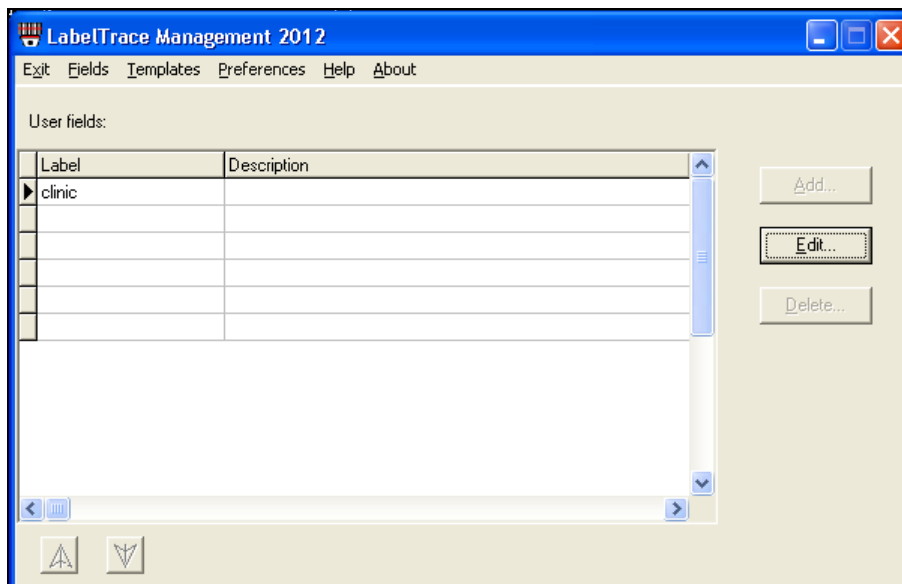 LabelTrace Management 2012
Exit Fields Templates Preferences Help About
User fields:
Label Description
clinic
Add...
Edit...
Delete...